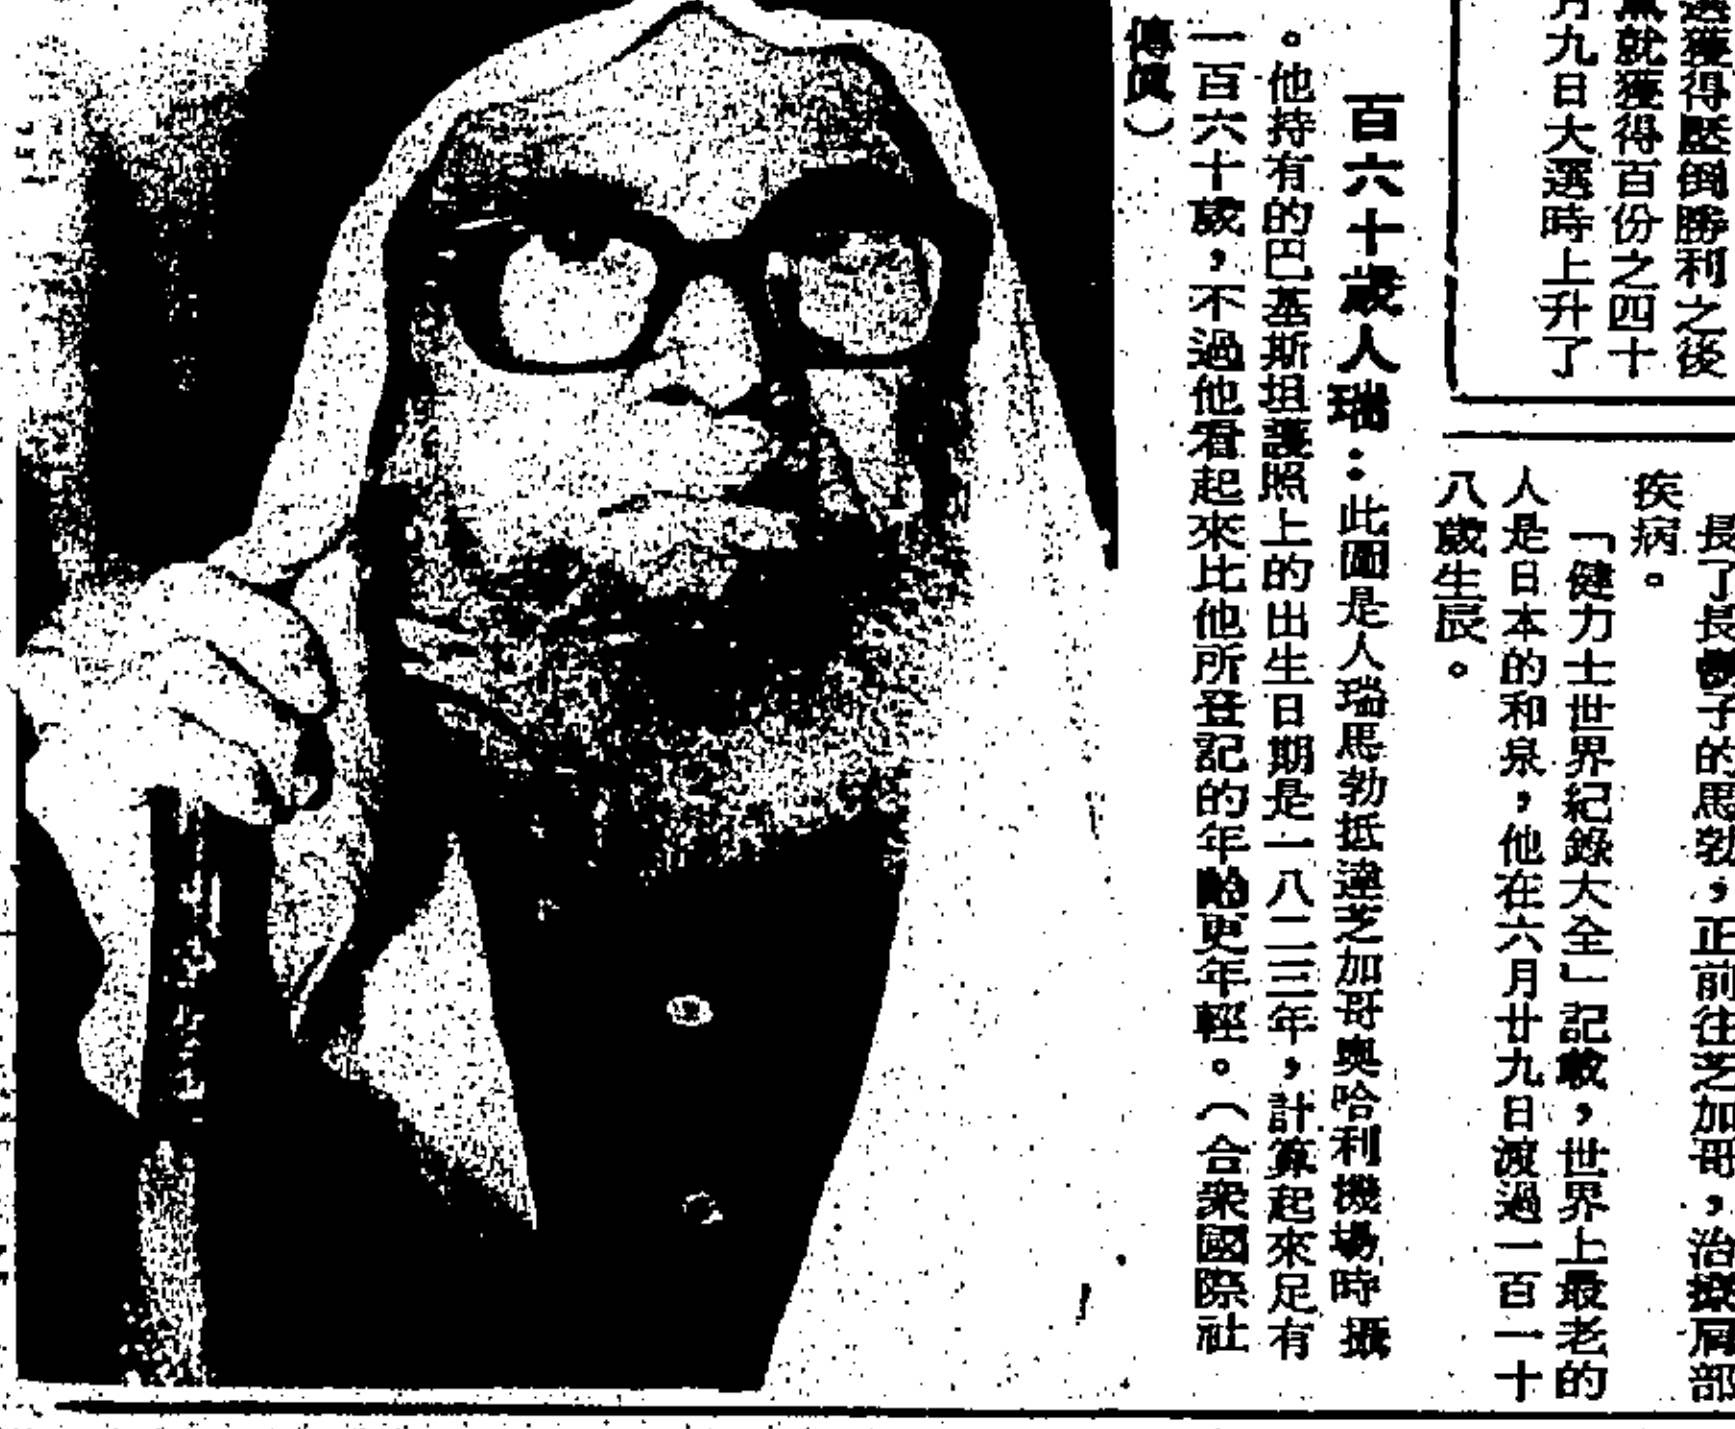 選獲得壓倒勝利之後
黨就獲得百份之四十
月九日大選時上升了
長了長鬍子的馬勃，正前往芝加哥，治療肩部
疾病。
「健力士世界紀錄大全」記載，世界上最老的
人是日本的和泉，他在六月廿九日渡過一百一十
八歲生辰。
百六十歲人瑞：此圖是人瑞馬勃抵達芝加哥奧哈利機場時攝
。他持有的巴基斯坦護照上的出生日期是一八二三年，計算起來足有
一百六十歲，不過他看起來比他所登記的年齡更年輕。（合衆國際社
傳眞）